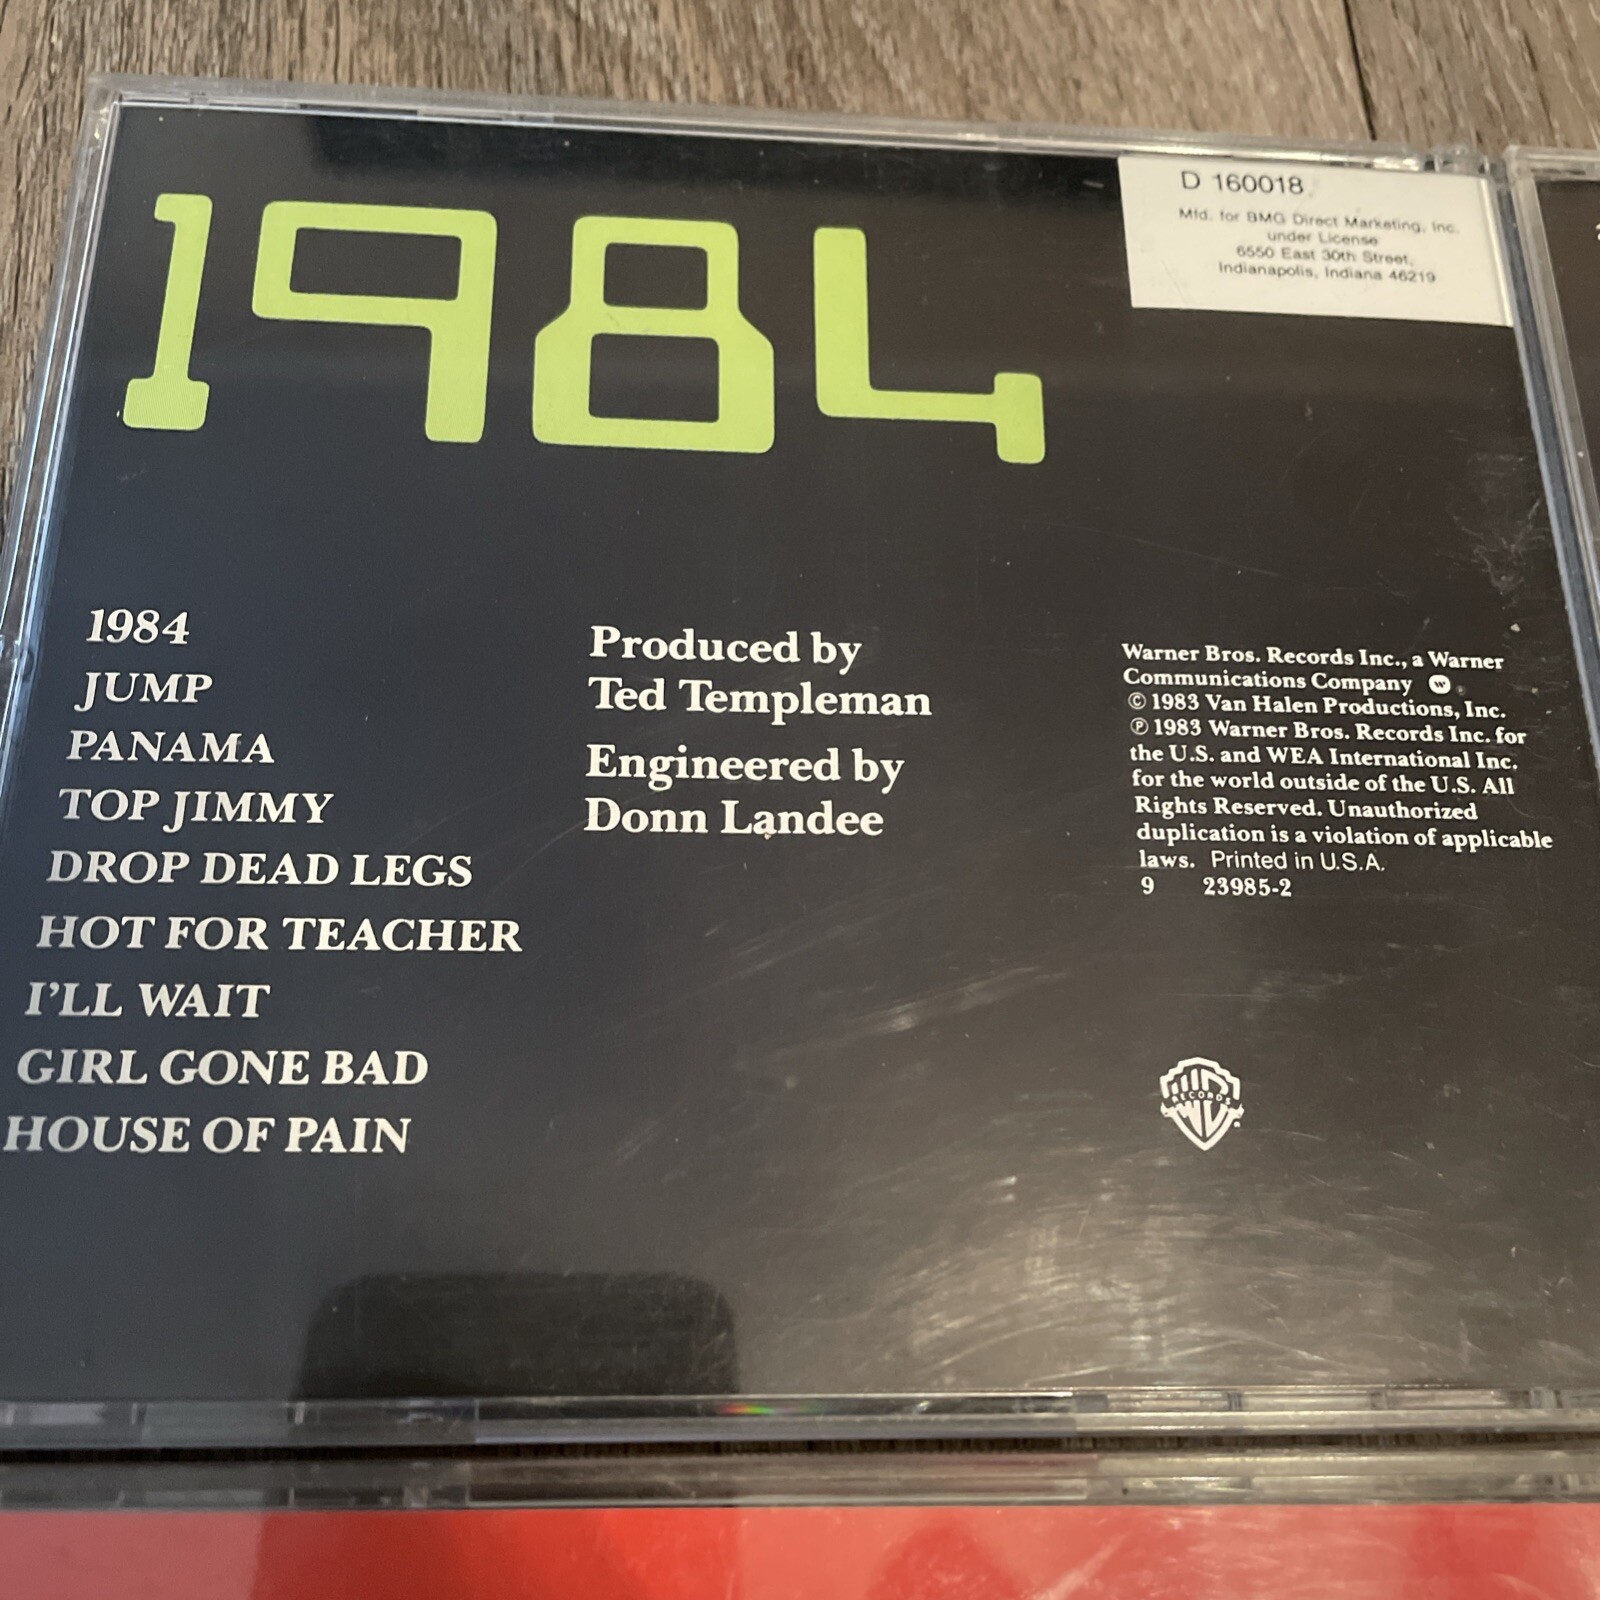 1984
D 160018
Mfd. for BMG Direct Marketing, Inc.
under License
6550 East 30th Street,
Indianapolis, Indiana 46219
1984
JUMP
PANAMA
TOP JIMMY
DROP DEAD LEGS
HOT FOR TEACHER
I'LL WAIT
GIRL GONE BAD
HOUSE OF PAIN
Produced by
Ted Templeman
Engineered by
Donn Landee
Warner Bros. Records Inc., a Warner
Communications Company
© 1983 Van Halen Productions, Inc.
℗ 1983 Warner Bros. Records Inc. for
the U.S. and WEA International Inc.
for the world outside of the U.S. All
Rights Reserved. Unauthorized
duplication is a violation of applicable
laws. Printed in U.S.A.
9 23985-2
RECORDS